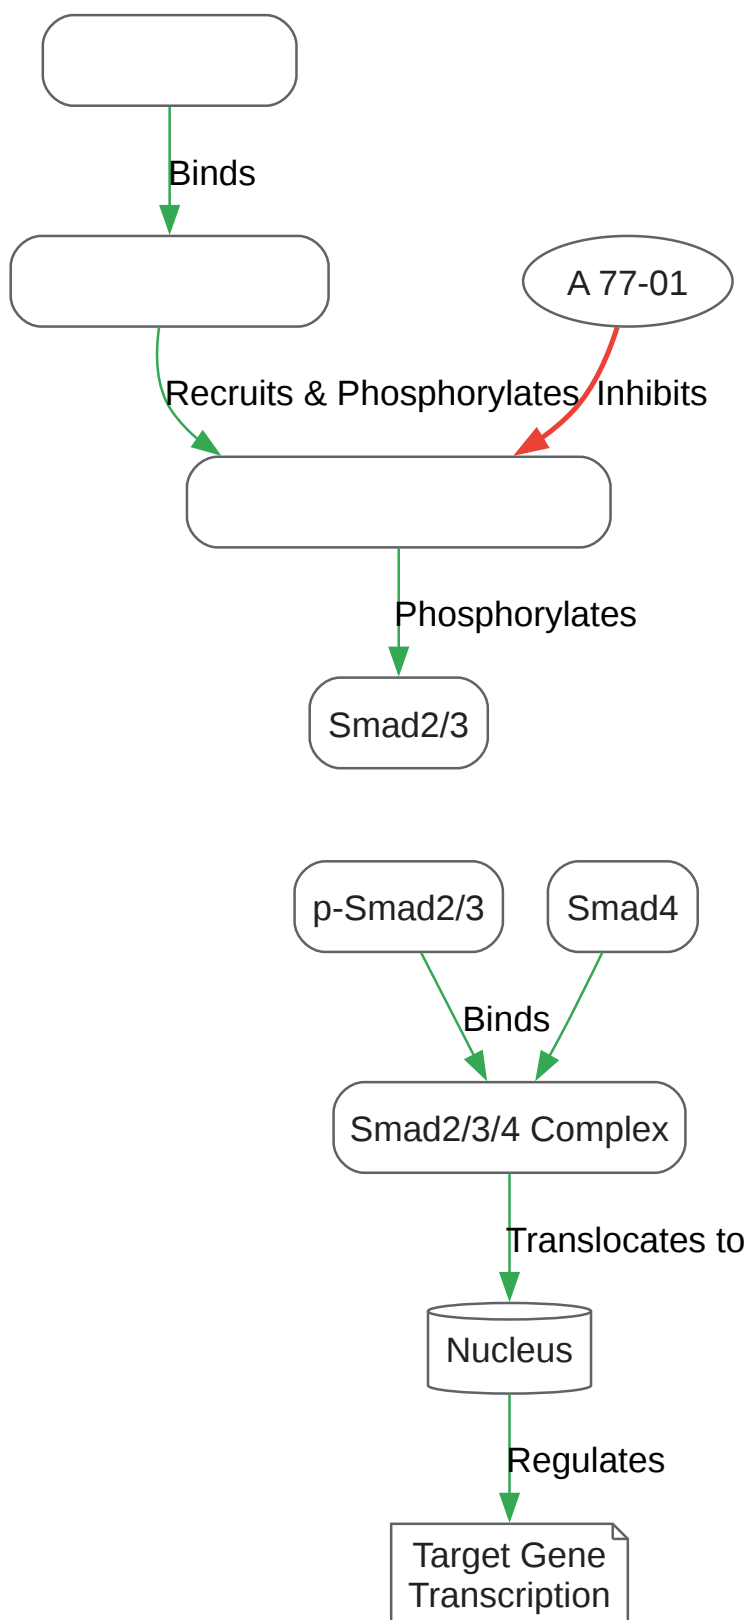 Binds
A 77-01
Recruits & Phosphorylates
Inhibits
Phosphorylates
Smad2/3
p-Smad2/3
Smad4
Binds
Smad2/3/4 Complex
Translocates to
Nucleus
Regulates
Target Gene
Transcription